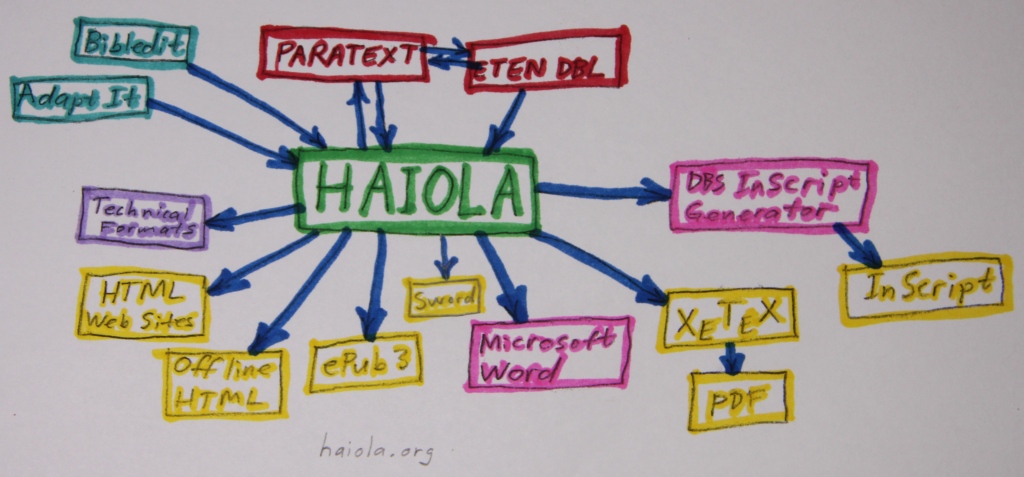 Bibledit
PARATEXT
ETEN DBL
Adapt It
HAIOLA
DBS InScript
Generator
Technical
Formats
InScript
HTML
Web Sites
Sword
XETEX
Offline
HTML
ePub 3
Microsoft
Word
PDF
haiola.org